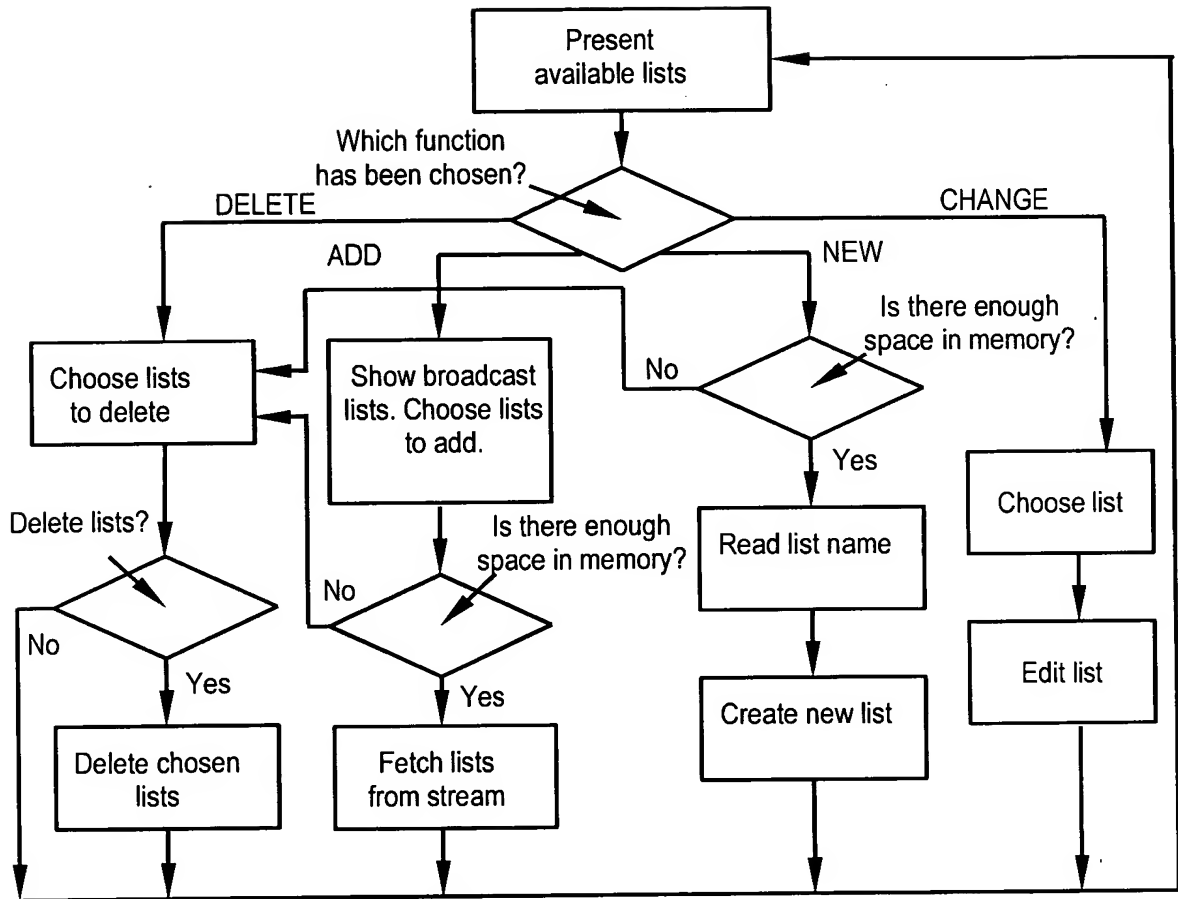 Present
available lists
Which function
has been chosen?
DELETE
CHANGE
ADD
NEW
Is there enough
space in memory?
No
Choose lists
to delete
Show broadcast
lists. Choose lists
to add.
Yes
Choose list
Delete lists?
Is there enough
space in memory?
Read list name
No
No
Yes
Yes
Edit list
Create new list
Delete chosen
lists
Fetch lists
from stream